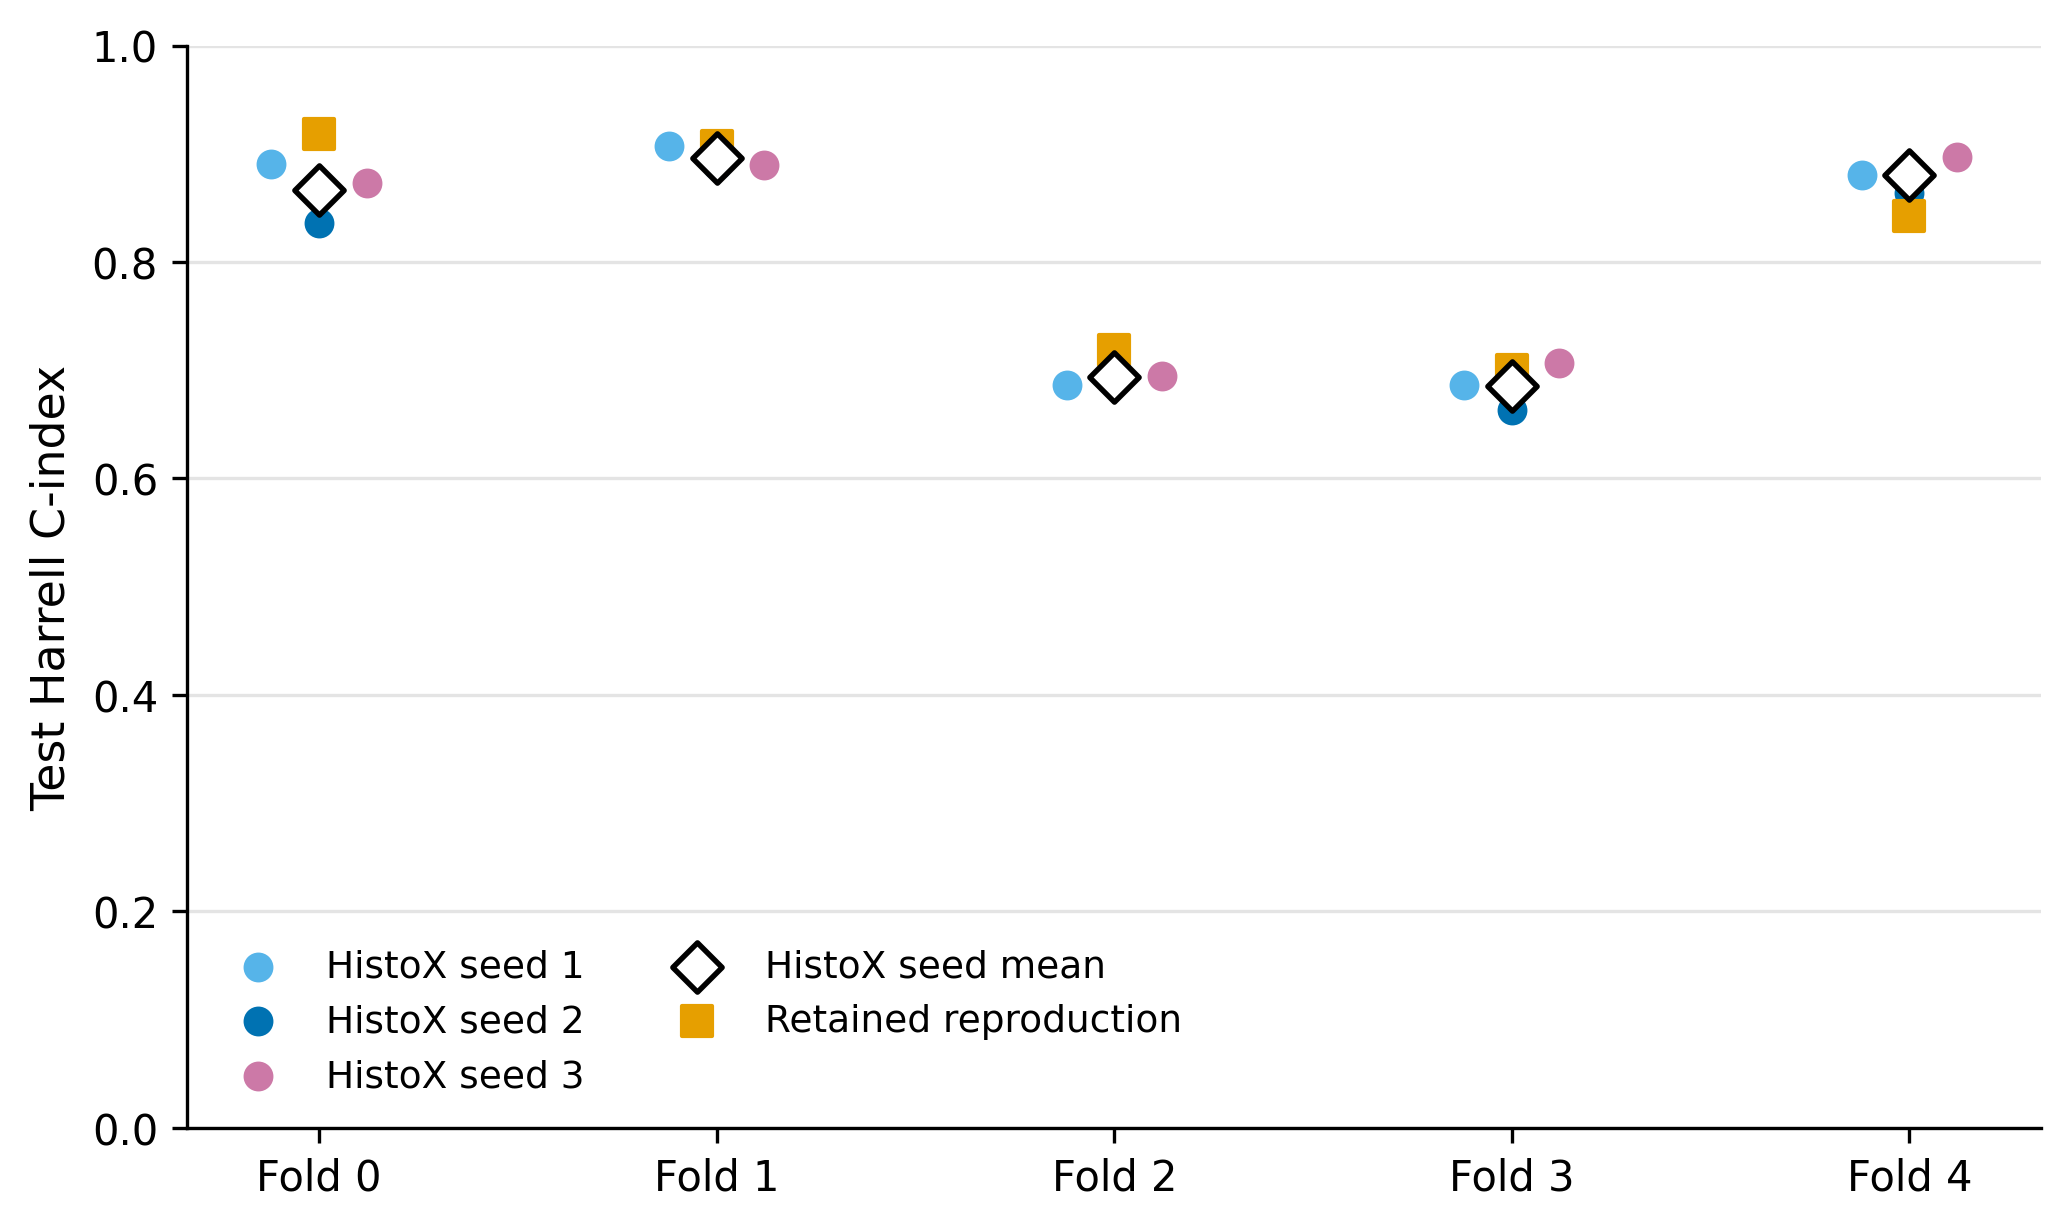 1.0
0.8
0.6
0.4
0.2
0.0
Test Harrell C-index
HistoX seed 1
HistoX seed 2
HistoX seed 3
HistoX seed mean
Retained reproduction
Fold 0
Fold 1
Fold 2
Fold 3
Fold 4